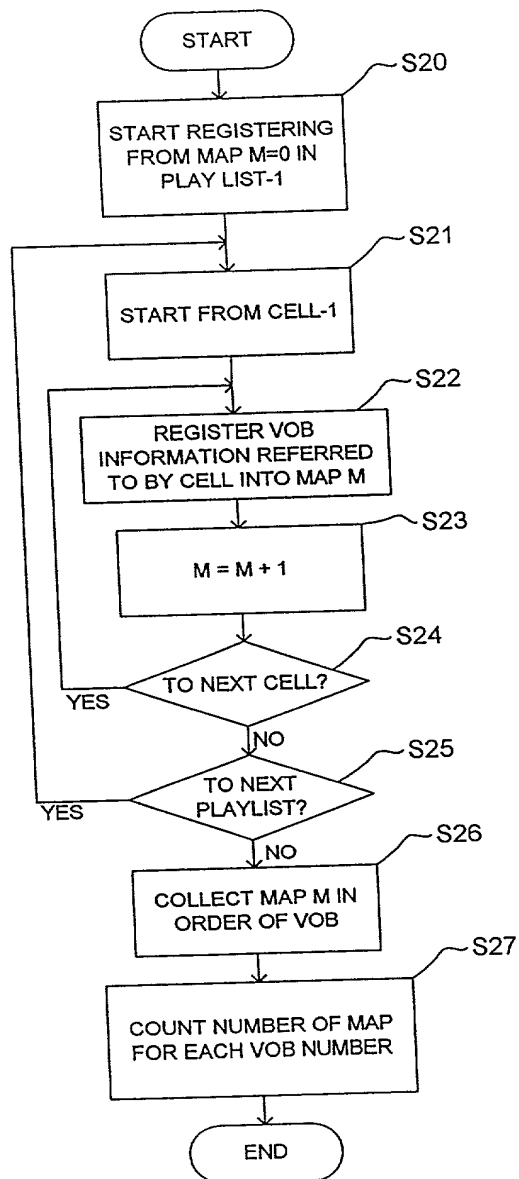 START
S20
START REGISTERING
FROM MAP M=0 IN
PLAY LIST-1
S21
START FROM CELL-1
S22
REGISTER VOB
INFORMATION REFERRED
TO BY CELL INTO MAP M
S23
M = M + 1
S24
TO NEXT CELL?
YES
NO
S25
TO NEXT
PLAYLIST?
YES
NO
S26
COLLECT MAP M IN
ORDER OF VOB
S27
COUNT NUMBER OF MAP
FOR EACH VOB NUMBER
END